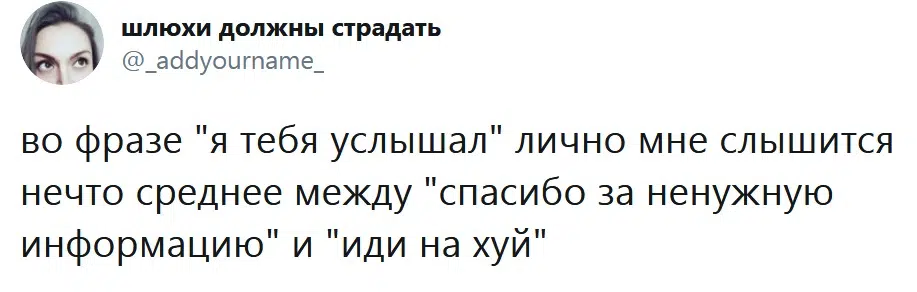 шлюхи должны страдать
@_addyourname_
во фразе "я тебя услышал" лично мне слышится
нечто среднее между "спасибо за ненужную
информацию" и "иди на хуй"